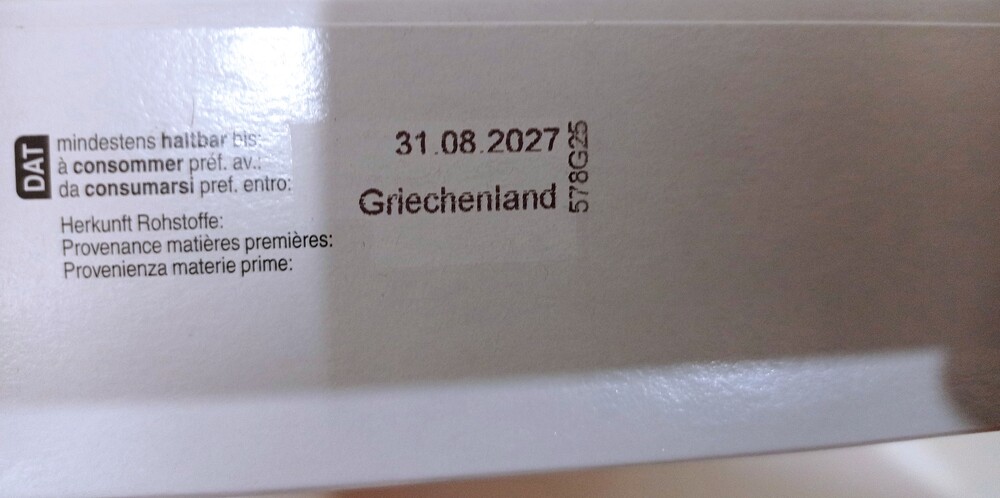 DAT
mindestens haltbar bis:
à consommer préf. av.:
da consumarsi pref. entro:
31.08.2027
578G25
Griechenland
Herkunft Rohstoffe:
Provenance matières premières:
Provenienza materie prime: